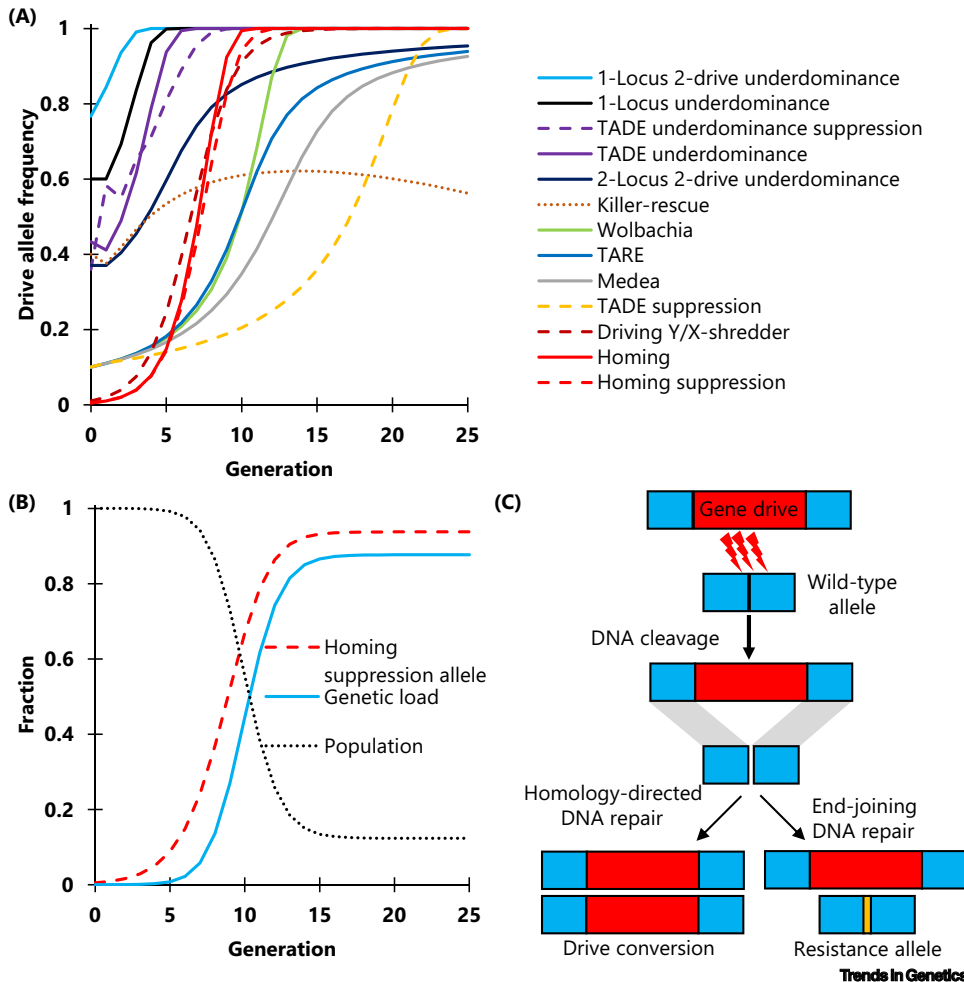 (A)
1
0.8
0.6
0.4
0.2
0
Drive allele frequency
0 5 10 15 20 25
Generation
1-Locus 2-drive underdominance
1-Locus underdominance
TADE underdominance suppression
TADE underdominance
2-Locus 2-drive underdominance
Killer-rescue
Wolbachia
TARE
Medea
TADE suppression
Driving Y/X-shredder
Homing
Homing suppression
(B)
1
0.8
0.6
0.4
0.2
0
Fraction
Homing
suppression allele
Genetic load
Population
0 5 10 15 20 25
Generation
(C)
Gene drive
Wild-type
allele
DNA cleavage
Homology-directed
DNA repair
End-joining
DNA repair
Drive conversion
Resistance allele
Trends in Genetics